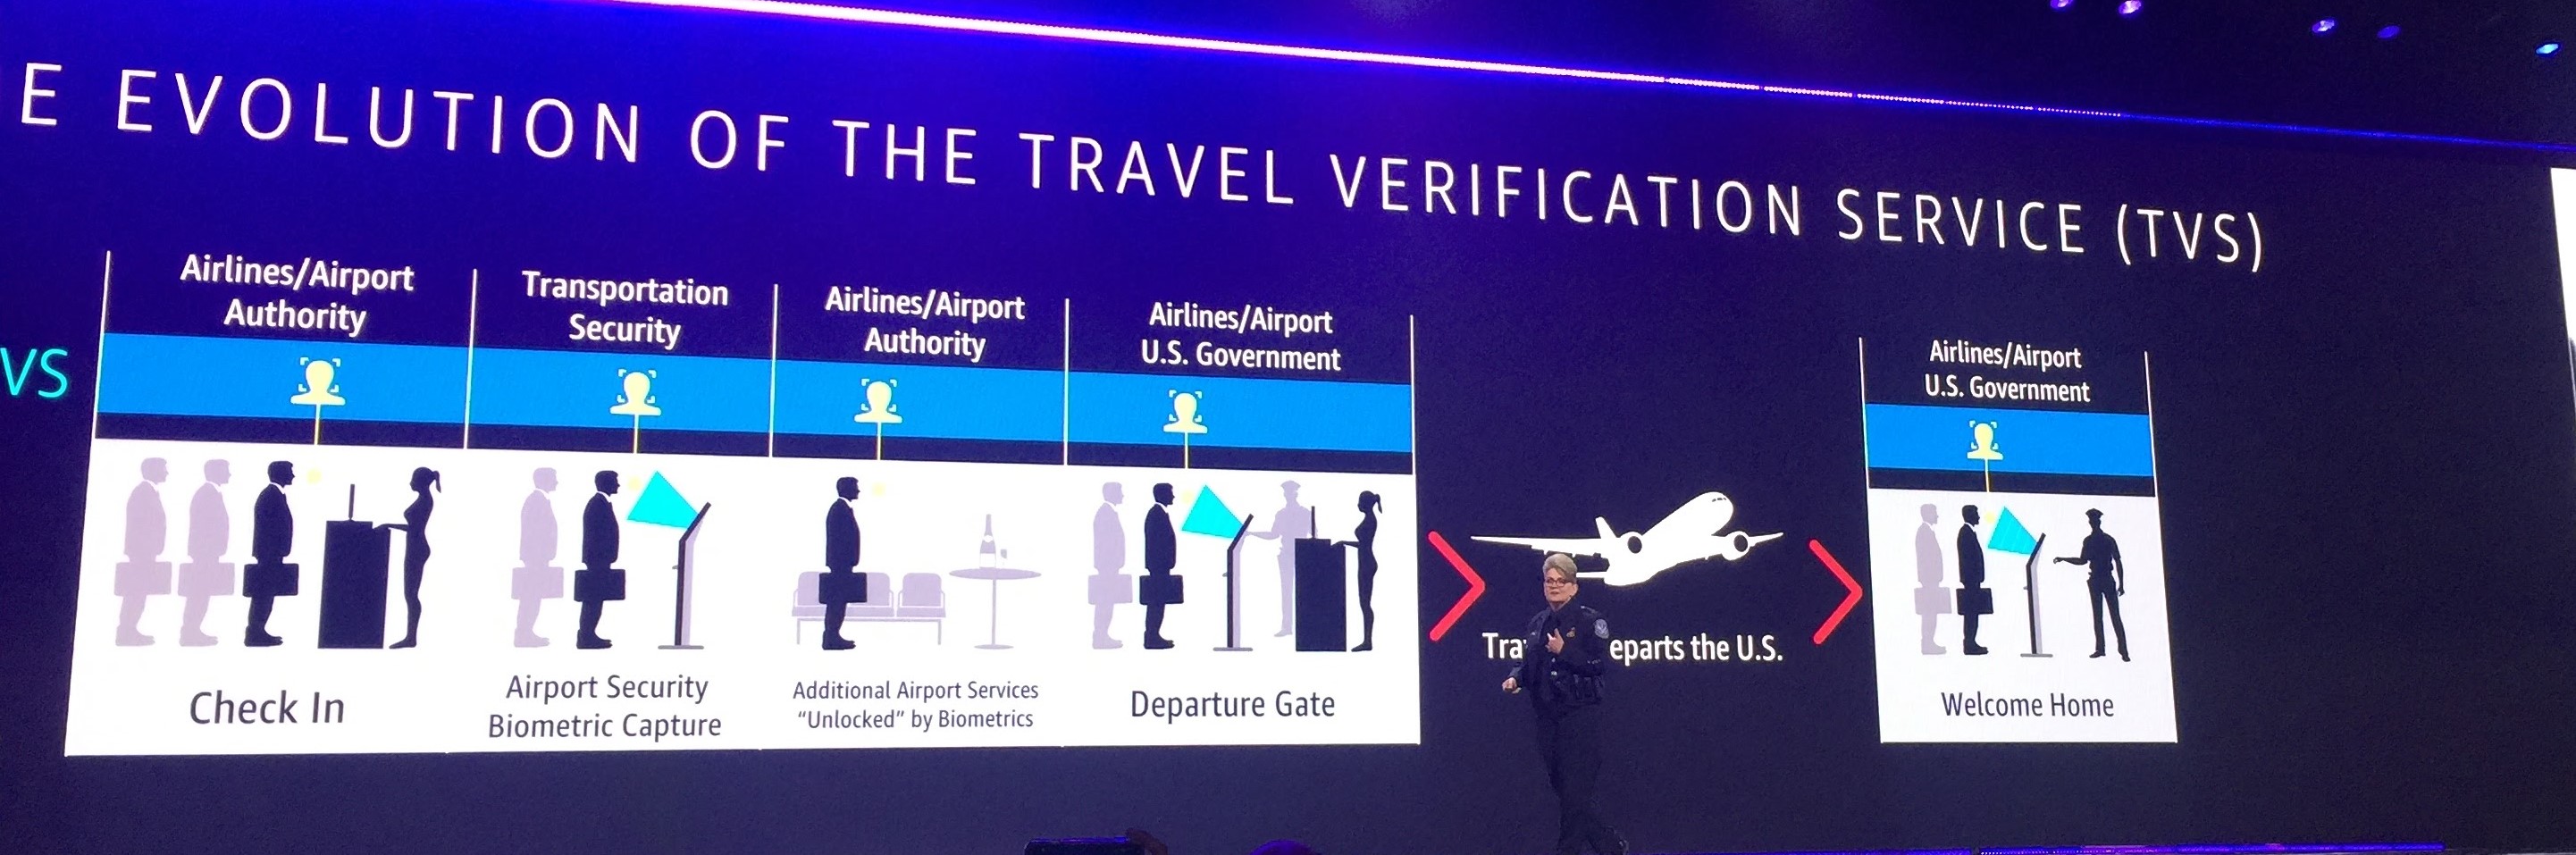 E EVOLUTION OF THE TRAVEL VERIFICATION SERVICE (TVS)
VS
Airlines/Airport
Authority
Transportation
Security
Airlines/Airport
Authority
Airlines/Airport
U.S. Government
Airlines/Airport
U.S. Government
Check In
Airport Security
Biometric Capture
Additional Airport Services
“Unlocked” by Biometrics
Departure Gate
Tra eparts the U.S.
Welcome Home